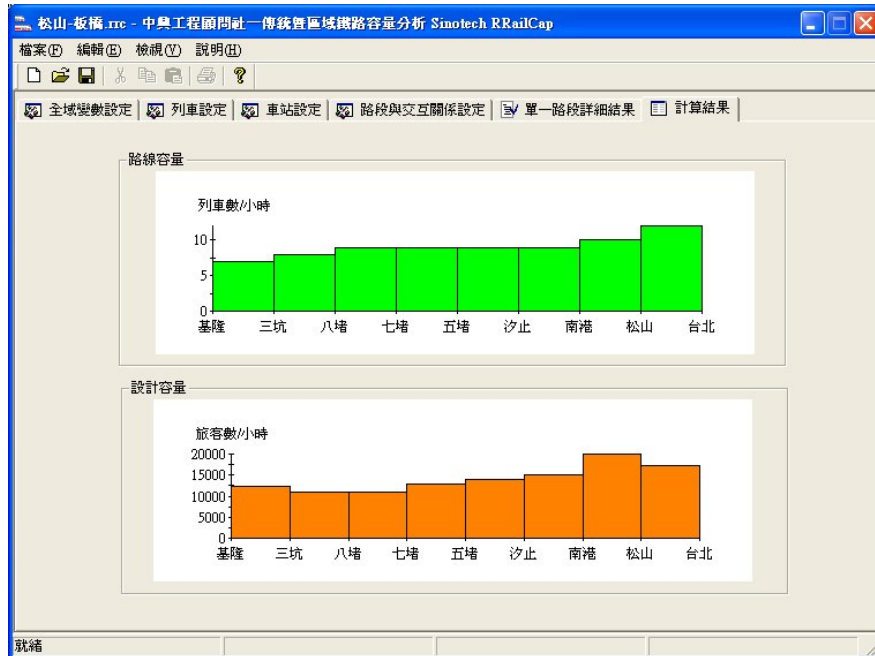 松山-板橋.rrc - 中興工程顧問社—傳統暨區域鐵路容量分析 Sinotech RRailCap
檔案(F) 編輯(E) 檢視(V) 說明(H)
全域變數設定 列車設定 車站設定 路段與交互關係設定 單一路段詳細結果 計算結果
路線容量
列車數/小時
10
5
0
基隆 三坑 八堵 七堵 五堵 汐止 南港 松山 台北
設計容量
旅客數/小時
20000
15000
10000
5000
0
基隆 三坑 八堵 七堵 五堵 汐止 南港 松山 台北
就緒